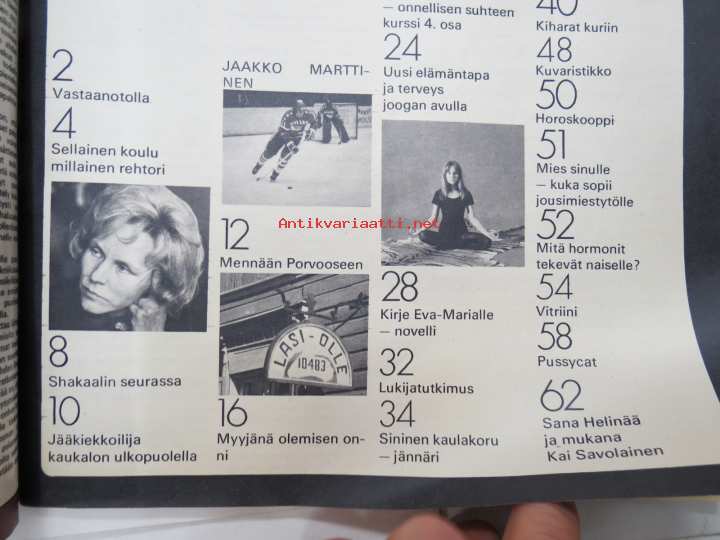 2
Vastaanotolla
4
Sellainen koulu
millainen rehtori
8
Shakaalin seurassa
10
Jääkiekkoilija
kaukalon ulkopuolella
JAAKKO MARTTI-
NEN
12
Mennään Porvooseen
LASI-OLLE
10483
16
Myyjänä olemisen on-
ni
— onnellisen suhteen
kurssi 4. osa
24
Uusi elämäntapa
ja terveys
joogan avulla
28
Kirje Eva-Marialle
— novelli
32
Lukijatutkimus
34
Sininen kaulakoru
— jännäri
40
Kiharat kuriin
48
Kuvaristikko
50
Horoskooppi
51
Mies sinulle
— kuka sopii
jousimiestytölle
52
Mitä hormonit
tekevät naiselle?
54
Vitriini
58
Pussycat
62
Sana Helinää
ja mukana
Kai Savolainen
Antikvariaatti.net